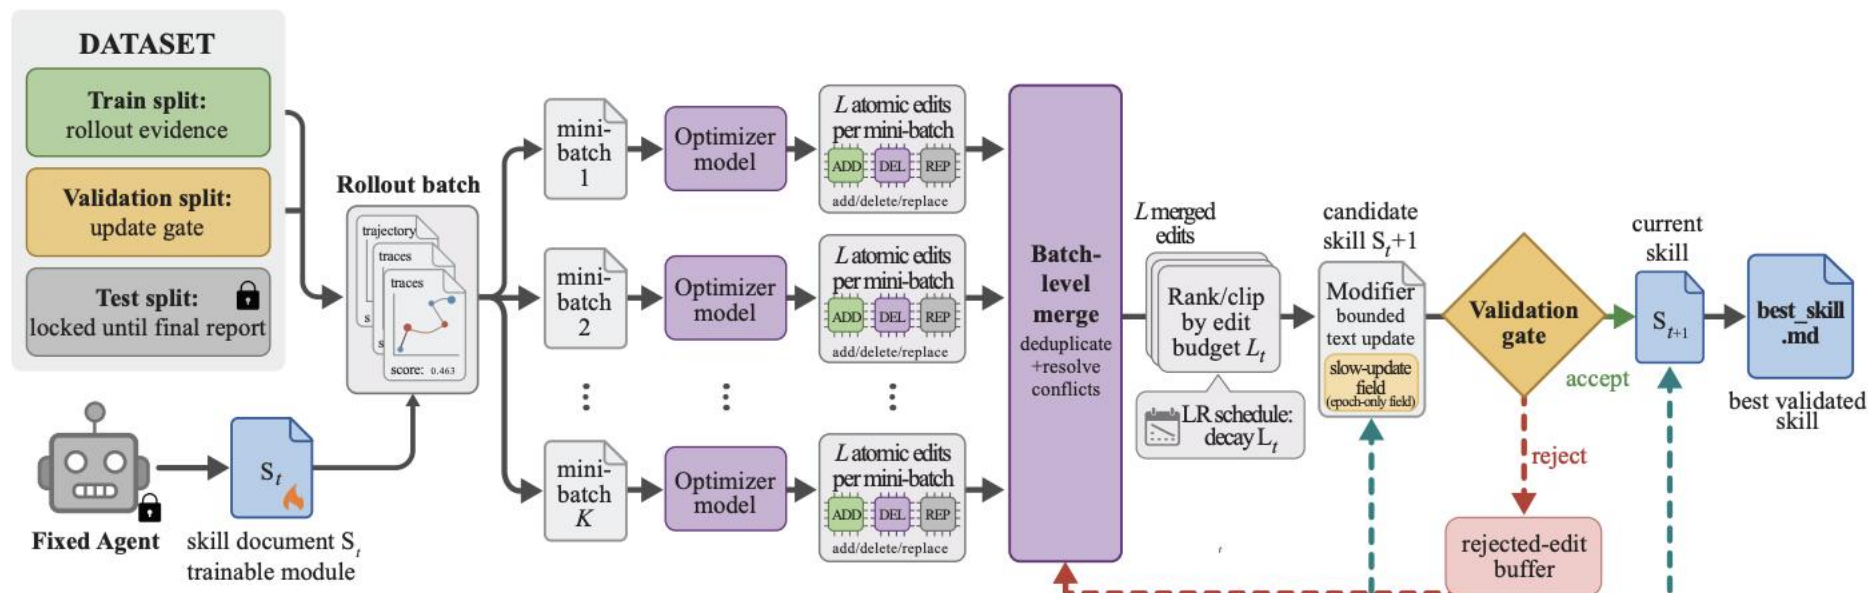 DATASET
Train split:
rollout evidence
Validation split:
update gate
Test split:
locked until final report
Fixed Agent
S_t
skill document S_t
trainable module
Rollout batch
trajectory
traces
traces
s
s
score: 0.463
mini-
batch
1
Optimizer
model
L atomic edits
per mini-batch
ADD DEL REP
add/delete/replace
mini-
batch
2
Optimizer
model
L atomic edits
per mini-batch
ADD DEL REP
add/delete/replace
mini-
batch
K
Optimizer
model
L atomic edits
per mini-batch
ADD DEL REP
add/delete/replace
Batch-
level
merge
deduplicate
+resolve
conflicts
L merged
edits
Rank/clip
by edit
budget L_t
LR schedule:
decay L_t
candidate
skill S_t+1
Modifier
bounded
text update
slow-update
field
(epoch-only field)
t
Validation
gate
accept
reject
rejected-edit
buffer
current
skill
S_t+1
best_skill
.md
best validated
skill